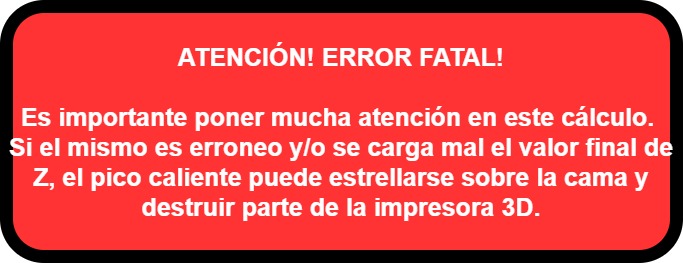 ATENCIÓN! ERROR FATAL!
Es importante poner mucha atención en este cálculo.
Si el mismo es erroneo y/o se carga mal el valor final de
Z, el pico caliente puede estrellarse sobre la cama y
destruir parte de la impresora 3D.